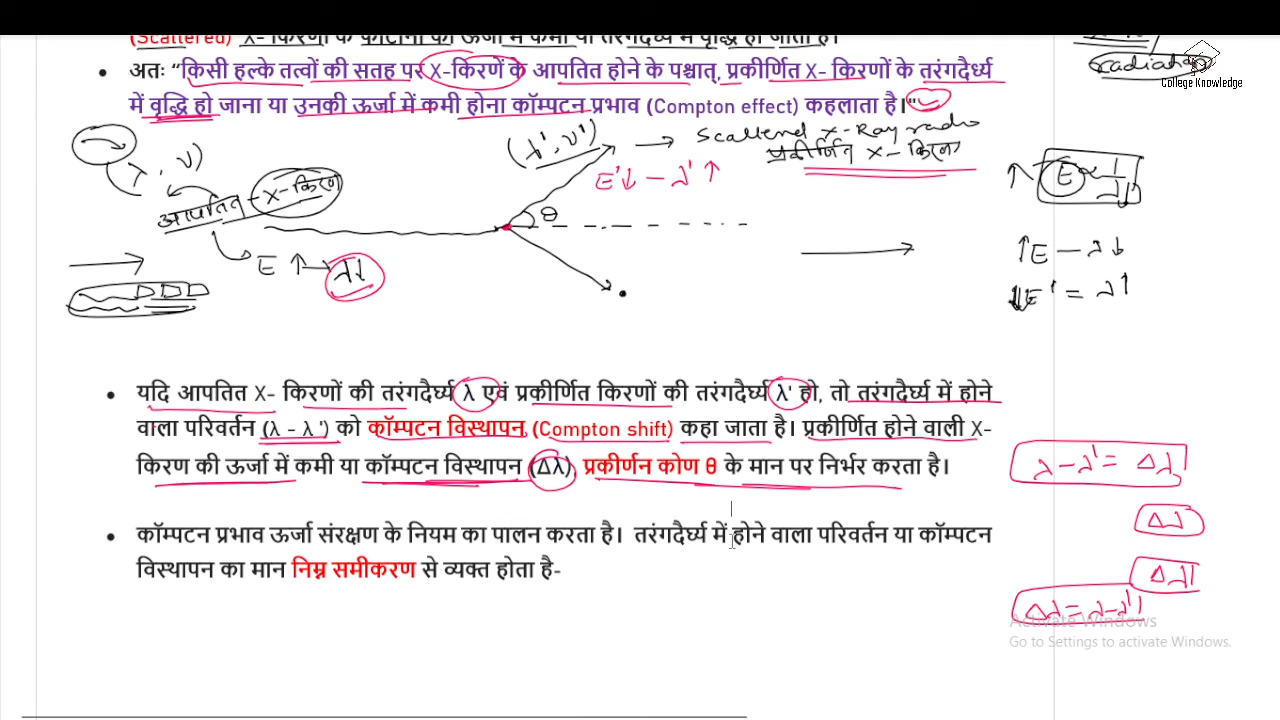 (Scattered) X- किरणों के फोटॉनों की ऊर्जा में कमी या तरंगदैर्ध्य में वृद्धि हो जाती है।
radiation
College Knowledge
• अतः “किसी हल्के तत्वों की सतह पर X-किरणें के आपतित होने के पश्चात्, प्रकीर्णित X- किरणों के तरंगदैर्ध्य
में वृद्धि हो जाना या उनकी ऊर्जा में कमी होना कॉम्पटन प्रभाव (Compton effect) कहलाता है।"
(λ', ν') → Scattered X-Ray radia
प्रकीर्णित X-किरण
λ, ν)
E'↓ - λ'↑
↑ E ∝ 1/λ↓
आपतित - X-किरण
θ
E ↑→ λ↓
↑E - λ↓
↓E' = λ↑
• यदि आपतित X- किरणों की तरंगदैर्ध्य λ एवं प्रकीर्णित किरणों की तरंगदैर्ध्य λ' हो, तो तरंगदैर्ध्य में होने
वाला परिवर्तन (λ - λ') को कॉम्पटन विस्थापन (Compton shift) कहा जाता है। प्रकीर्णित होने वाली X-
किरण की ऊर्जा में कमी या कॉम्पटन विस्थापन (Δλ), प्रकीर्णन कोण θ के मान पर निर्भर करता है।
λ-λ' = Δλ
Δλ
• कॉम्पटन प्रभाव ऊर्जा संरक्षण के नियम का पालन करता है। तरंगदैर्ध्य में होने वाला परिवर्तन या कॉम्पटन
विस्थापन का मान निम्न समीकरण से व्यक्त होता है-
Δλ
Δλ = λ-λ'
Activate Windows
Go to Settings to activate Windows.